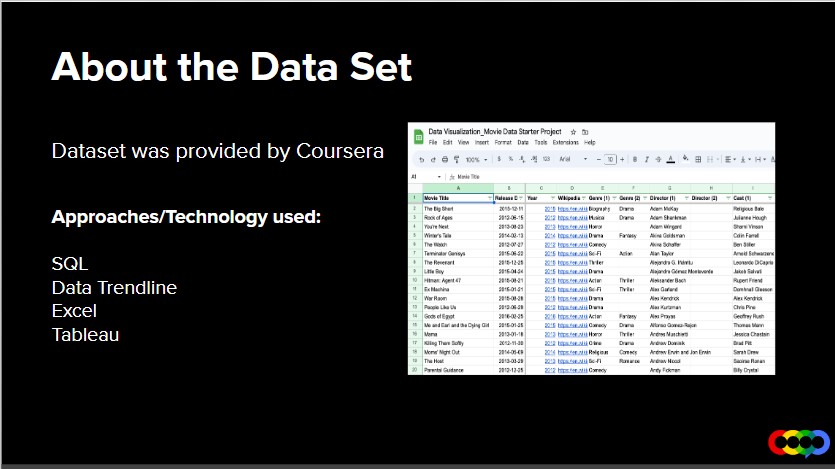 About the Data Set
Dataset was provided by Coursera
Approaches/Technology used:
SQL
Data Trendline
Excel
Tableau
Data Visualization_Movie Data Starter Project
File Edit View Insert Format Data Tools Extensions Help
100% $ % .0 .00 123 Arial 10 B I A
A1 fx Movie Title
A B C D E F G H I
1 Movie Title Release D Year Wikipedia Genre (1) Genre (2) Director (1) Director (2) Cast (1)
2 The Big Short 2015-12-11 2015 https://en.wiki Biography Drama Adam McKay Bale
3 Rock of Ages 2012-06-15 2012 https://en.wiki Musical Drama Adam Shankman Julianne Hough
4 You're Next 2013-08-23 2013 https://en.wiki Horror Adam Wingard Sharni Vinson
5 Winter's Tale 2014-02-13 2014 https://en.wiki Drama Fantasy Akiva Goldsman Colin Farrell
6 The Watch 2012-07-27 2012 https://en.wiki Comedy Akiva Schaffer Ben Stiller
7 Terminator Genisys 2015-06-22 2015 https://en.wiki Sci-Fi Action Alan Taylor Arnold Schwarzene
8 The Revenant 2015-12-25 2015 https://en.wiki Thriller Alejandro G. Iñárritu Leonardo DiCaprio
9 Little Boy 2015-04-24 2015 https://en.wiki Drama Alejandro Gómez Monteverde Jakob Salvati
10 Hitman: Agent 47 2015-08-21 2015 https://en.wiki Action Thriller Aleksander Bach Rupert Friend
11 Ex Machina 2015-01-21 2015 https://en.wiki Sci-Fi Thriller Alex Garland Domhnall Gleeson
12 War Room 2015-08-28 2015 https://en.wiki Drama Alex Kendrick Alex Kendrick
13 People Like Us 2012-06-29 2012 https://en.wiki Drama Alex Kurtzman Chris Pine
14 Gods of Egypt 2016-02-25 2016 https://en.wiki Action Fantasy Alex Proyas Geoffrey Rush
15 Me and Earl and the Dying Girl 2015-01-25 2015 https://en.wiki Comedy Drama Alfonso Gomez-Rejon Thomas Mann
16 Mama 2013-01-18 2013 https://en.wiki Horror Thriller Andres Muschietti Jessica Chastain
17 Killing Them Softly 2012-11-30 2012 https://en.wiki Crime Drama Andrew Dominik Brad Pitt
18 Moms' Night Out 2014-05-09 2014 https://en.wiki Religious Comedy Andrew Erwin and Jon Erwin Sarah Drew
19 The Host 2013-03-29 2013 https://en.wiki Sci-Fi Romance Andrew Niccol Saoirse Ronan
20 Parental Guidance 2012-12-25 2012 https://en.wiki Comedy Andy Fickman Billy Crystal